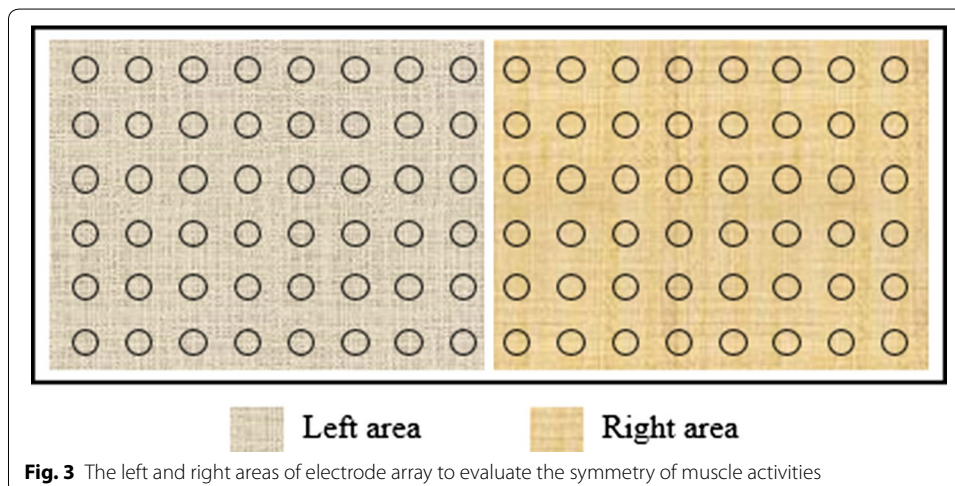 Left area Right area
Fig. 3 The left and right areas of electrode array to evaluate the symmetry of muscle activities